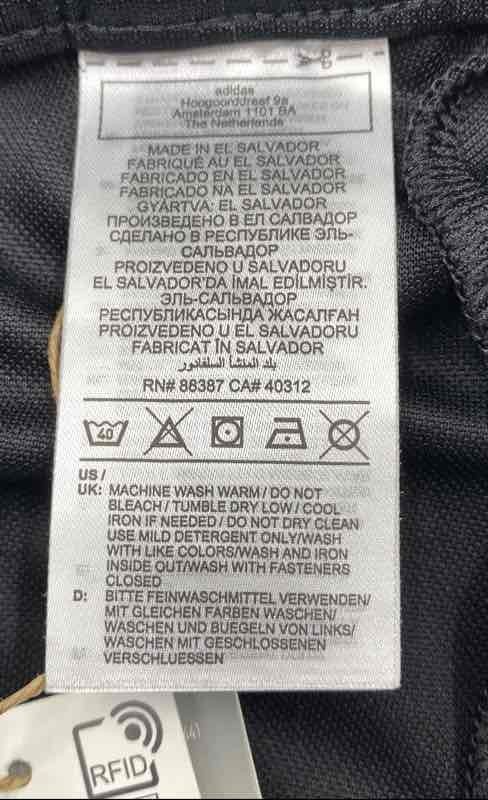 adidas
Hoogoorddreef 9a
Amsterdam 1101 BA
The Netherlands
MADE IN EL SALVADOR
FABRIQUÉ AU EL SALVADOR
FABRICADO EN EL SALVADOR
FABRICADO NA EL SALVADOR
GYÁRTVA: EL SALVADOR
ПРОИЗВЕДЕНО В ЕЛ САЛВАДОР
СДЕЛАНО В РЕСПУБЛИКЕ ЭЛЬ-
САЛЬВАДОР
PROIZVEDENO U SALVADORU
EL SALVADOR'DA İMAL EDİLMİŞTİR.
ЭЛЬ-САЛЬВАДОР
РЕСПУБЛИКАСЫНДА ЖАСАЛҒАН
PROIZVEDENO U EL SALVADORU
FABRICAT ÎN SALVADOR
بلد المنشأ السلفادور
RN# 88387 CA# 40312
40
US /
UK: MACHINE WASH WARM / DO NOT
BLEACH / TUMBLE DRY LOW / COOL
IRON IF NEEDED / DO NOT DRY CLEAN
USE MILD DETERGENT ONLY/WASH
WITH LIKE COLORS/WASH AND IRON
INSIDE OUT/WASH WITH FASTENERS
CLOSED
D: BITTE FEINWASCHMITTEL VERWENDEN/
MIT GLEICHEN FARBEN WASCHEN/
WASCHEN UND BUEGELN VON LINKS/
WASCHEN MIT GESCHLOSSENEN
VERSCHLUESSEN
RFID